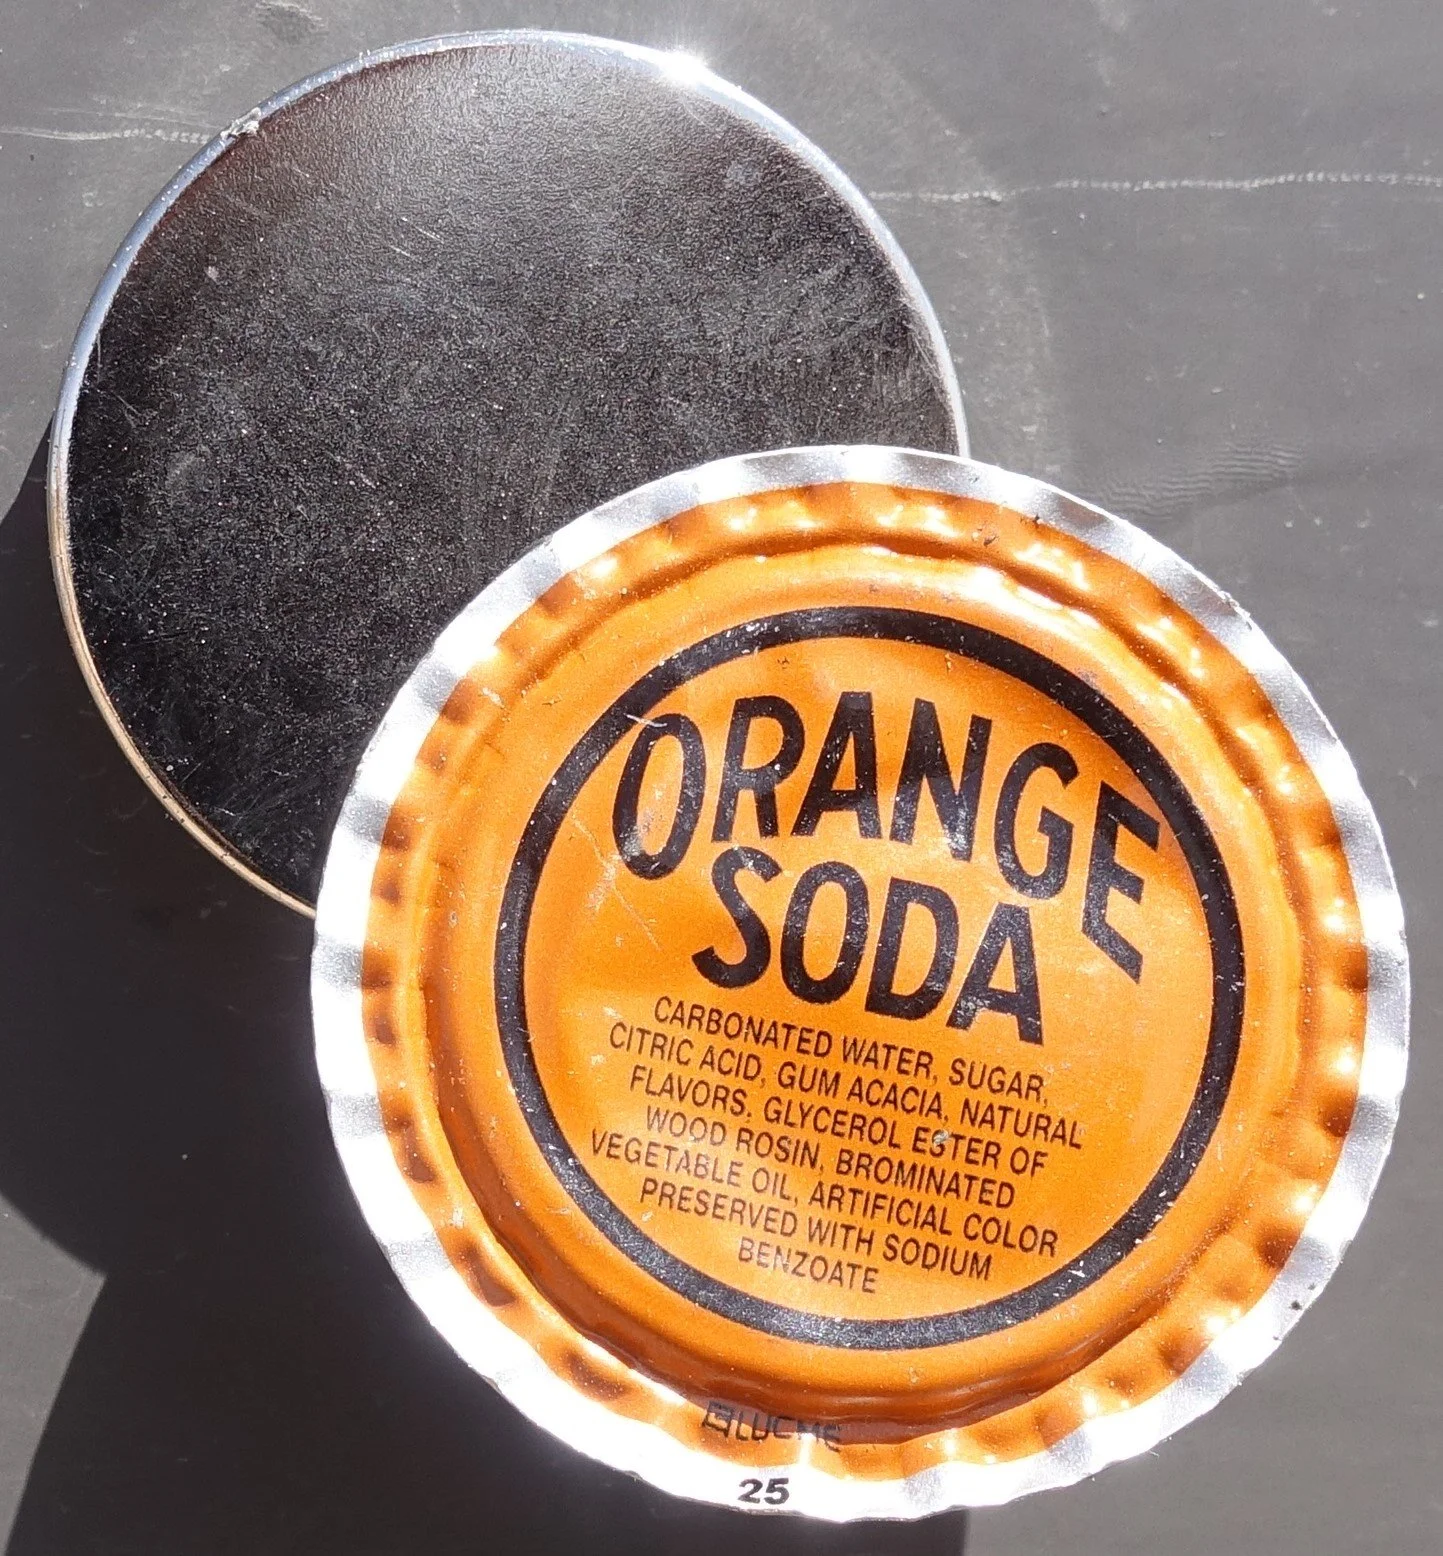 ORANGE
SODA
CARBONATED WATER, SUGAR,
CITRIC ACID, GUM ACACIA, NATURAL
FLAVORS, GLYCEROL ESTER OF
WOOD ROSIN, BROMINATED
VEGETABLE OIL, ARTIFICIAL COLOR
PRESERVED WITH SODIUM
BENZOATE
LUCME
25